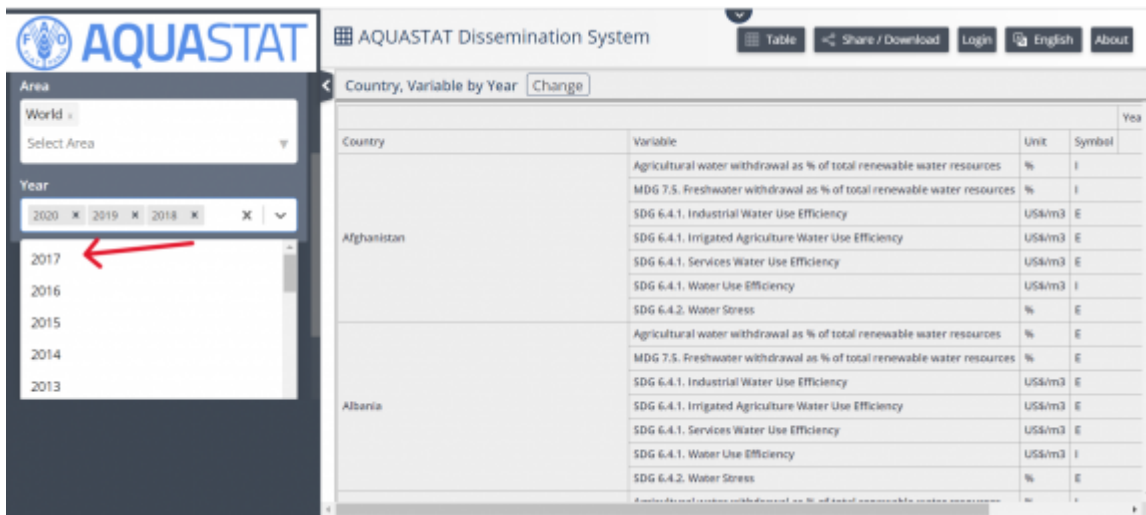 AQUASTAT
AQUASTAT Dissemination System
Table
Share / Download
Login
English
About
Area
World
Select Area
Year
2020 × 2019 × 2018 × X
2017
2016
2015
2014
2013
Country, Variable by Year Change
Yea
Country Variable Unit Symbol
Afghanistan
Agricultural water withdrawal as % of total renewable water resources % I
MDG 7.5. Freshwater withdrawal as % of total renewable water resources % I
SDG 6.4.1. Industrial Water Use Efficiency US$/m3 E
SDG 6.4.1. Irrigated Agriculture Water Use Efficiency US$/m3 E
SDG 6.4.1. Services Water Use Efficiency US$/m3 E
SDG 6.4.1. Water Use Efficiency US$/m3 I
SDG 6.4.2. Water Stress % E
Albania
Agricultural water withdrawal as % of total renewable water resources % E
MDG 7.5. Freshwater withdrawal as % of total renewable water resources % E
SDG 6.4.1. Industrial Water Use Efficiency US$/m3 E
SDG 6.4.1. Irrigated Agriculture Water Use Efficiency US$/m3 E
SDG 6.4.1. Services Water Use Efficiency US$/m3 E
SDG 6.4.1. Water Use Efficiency US$/m3 I
SDG 6.4.2. Water Stress % E